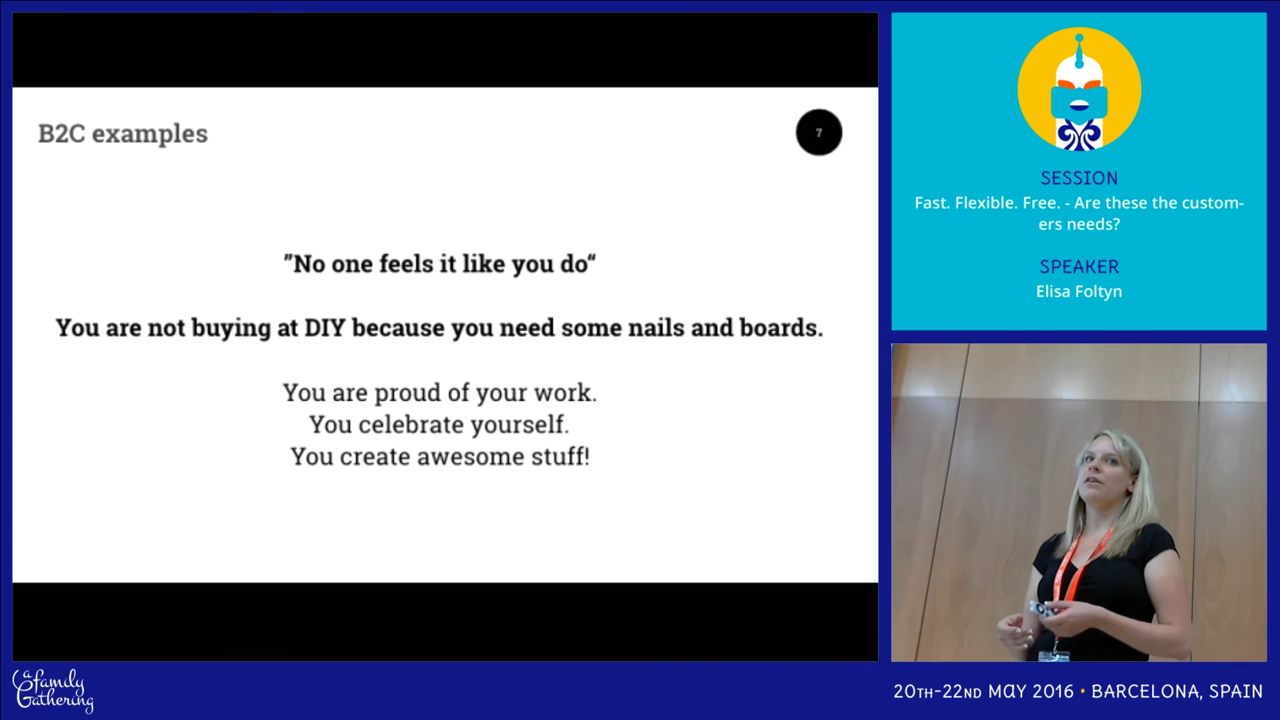 B2C examples
7
”No one feels it like you do“
You are not buying at DIY because you need some nails and boards.
You are proud of your work.
You celebrate yourself.
You create awesome stuff!
SESSION
Fast. Flexible. Free. - Are these the custom-
ers needs?
SPEAKER
Elisa Foltyn
a family
Gathering
20TH-22ND MAY 2016 • BARCELONA, SPAIN